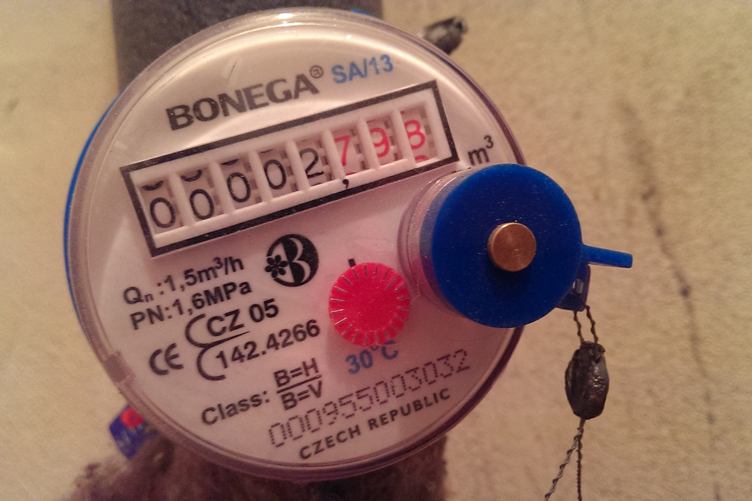 BONEGA® SA/13
00002,798 m³
Qn:1,5m³/h
PN:1,6MPa
CE CZ 05
142.4266
30°C
Class: B=H
B=V
000955003032
CZECH REPUBLIC